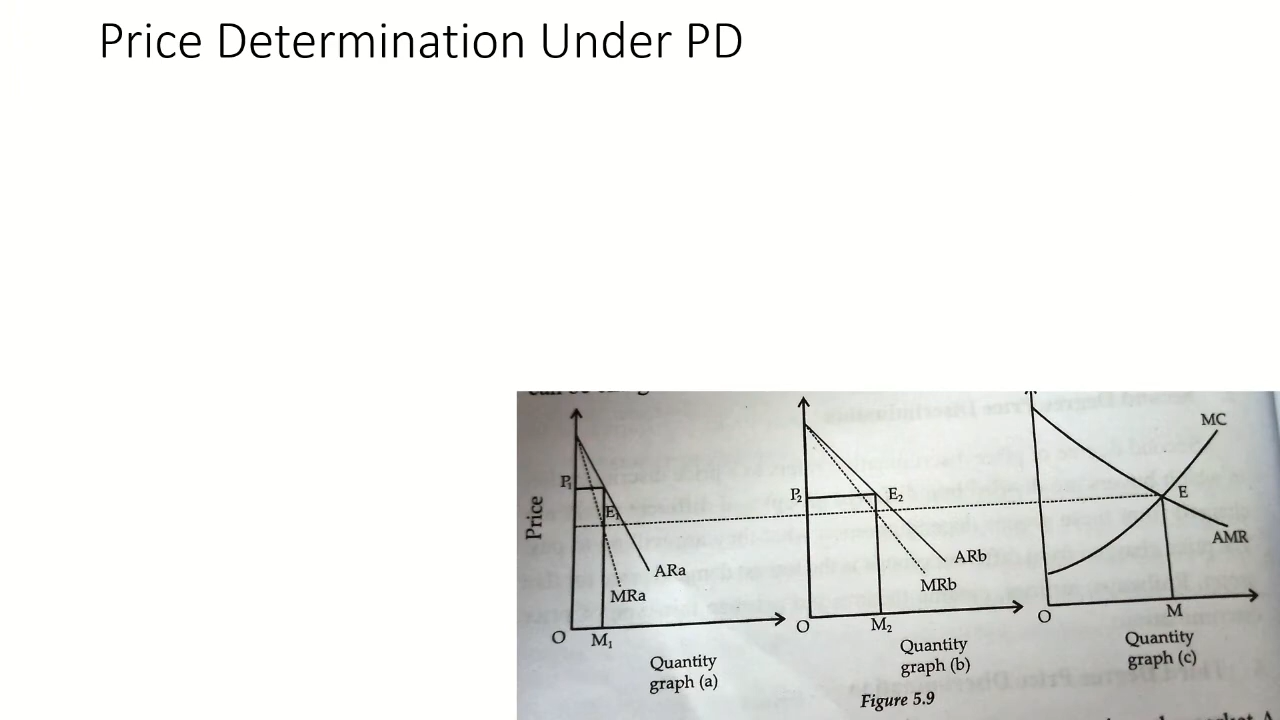 Price Determination Under PD
MC
P₁
P₂
E₂
E
E₁
Price
AMR
ARa
ARb
MRa
MRb
O
M₁
O
M₂
O
M
Quantity
graph (a)
Quantity
graph (b)
Quantity
graph (c)
Figure 5.9